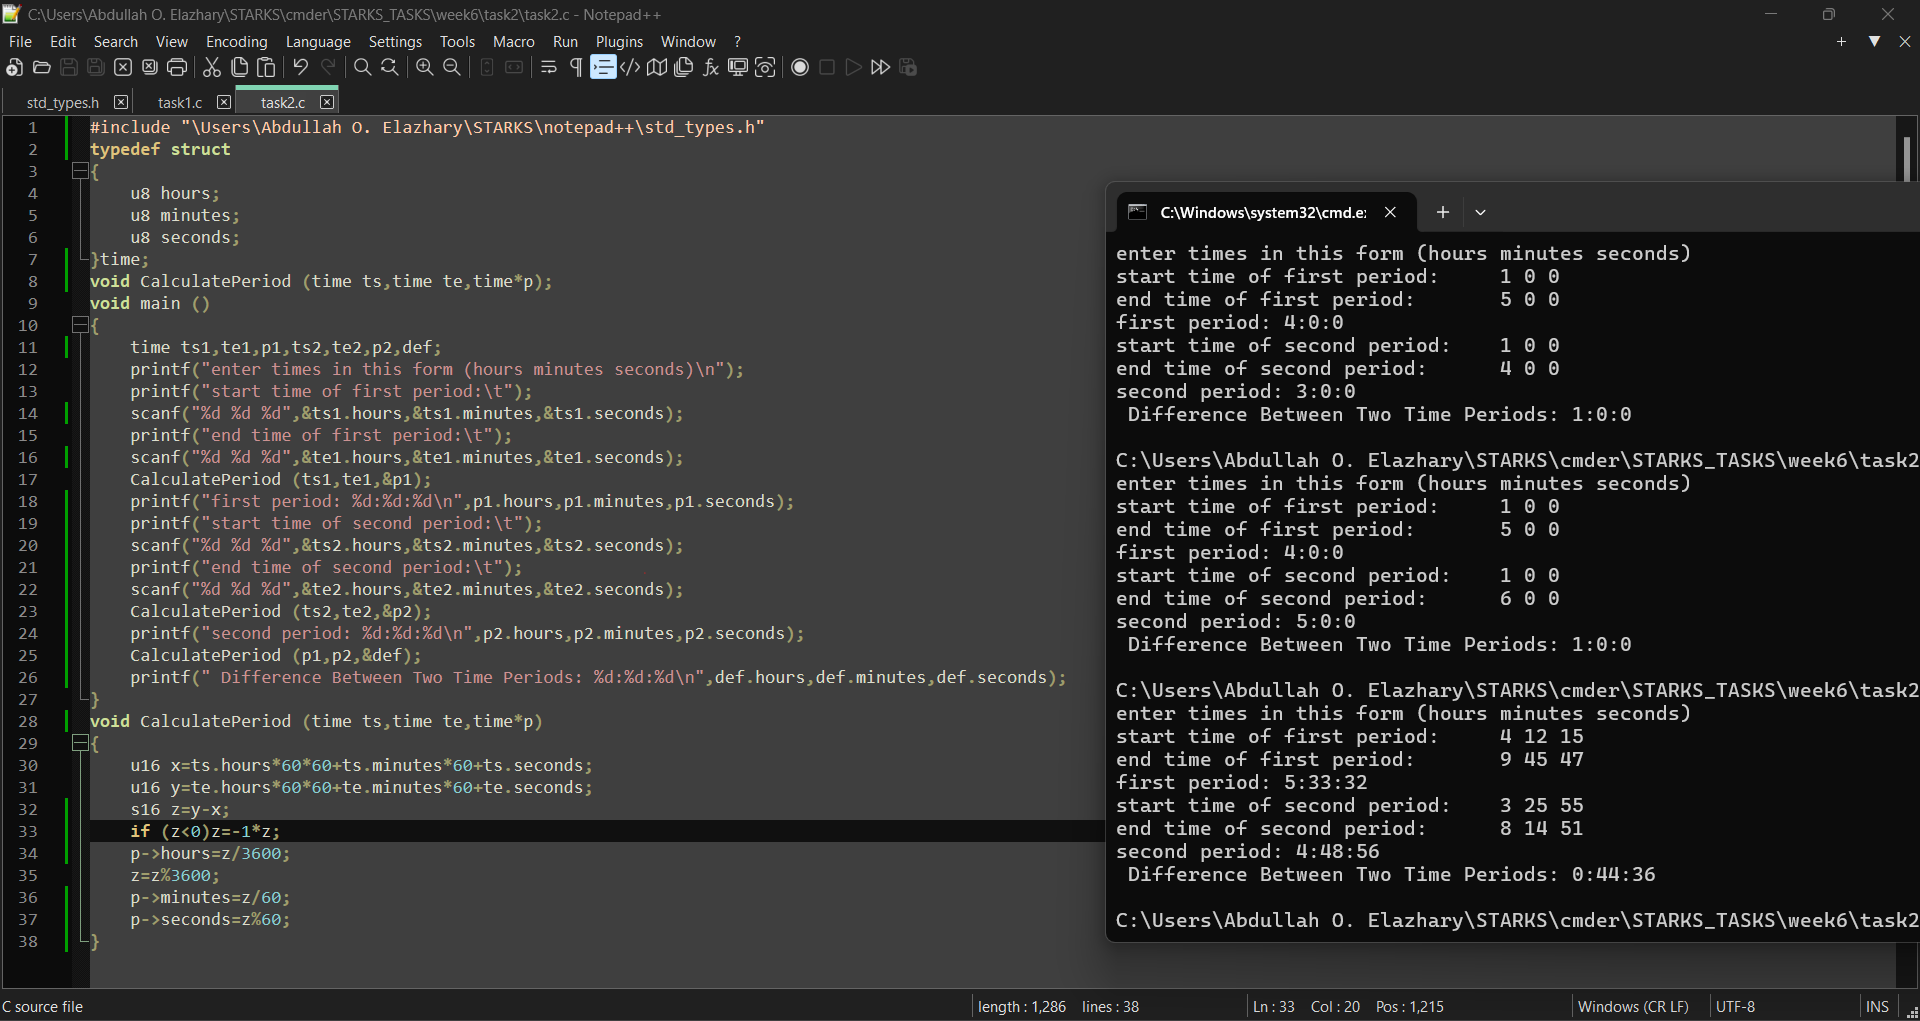 C:\Users\Abdullah O. Elazhary\STARKS\cmder\STARKS_TASKS\week6\task2\task2.c - Notepad++
File Edit Search View Encoding Language Settings Tools Macro Run Plugins Window ?
std_types.h task1.c task2.c
1 #include "\Users\Abdullah O. Elazhary\STARKS\notepad++\std_types.h"
2 typedef struct
3 {
4 u8 hours;
5 u8 minutes;
6 u8 seconds;
7 }time;
8 void CalculatePeriod (time ts,time te,time*p);
9 void main ()
10 {
11 time ts1,te1,p1,ts2,te2,p2,def;
12 printf("enter times in this form (hours minutes seconds)\n");
13 printf("start time of first period:\t");
14 scanf("%d %d %d",&ts1.hours,&ts1.minutes,&ts1.seconds);
15 printf("end time of first period:\t");
16 scanf("%d %d %d",&te1.hours,&te1.minutes,&te1.seconds);
17 CalculatePeriod (ts1,te1,&p1);
18 printf("first period: %d:%d:%d\n",p1.hours,p1.minutes,p1.seconds);
19 printf("start time of second period:\t");
20 scanf("%d %d %d",&ts2.hours,&ts2.minutes,&ts2.seconds);
21 printf("end time of second period:\t");
22 scanf("%d %d %d",&te2.hours,&te2.minutes,&te2.seconds);
23 CalculatePeriod (ts2,te2,&p2);
24 printf("second period: %d:%d:%d\n",p2.hours,p2.minutes,p2.seconds);
25 CalculatePeriod (p1,p2,&def);
26 printf(" Difference Between Two Time Periods: %d:%d:%d\n",def.hours,def.minutes,def.seconds);
27 }
28 void CalculatePeriod (time ts,time te,time*p)
29 {
30 u16 x=ts.hours*60*60+ts.minutes*60+ts.seconds;
31 u16 y=te.hours*60*60+te.minutes*60+te.seconds;
32 s16 z=y-x;
33 if (z<0)z=-1*z;
34 p->hours=z/3600;
35 z=z%3600;
36 p->minutes=z/60;
37 p->seconds=z%60;
38 }
C:\Windows\system32\cmd.e
enter times in this form (hours minutes seconds)
start time of first period: 1 0 0
end time of first period: 5 0 0
first period: 4:0:0
start time of second period: 1 0 0
end time of second period: 4 0 0
second period: 3:0:0
Difference Between Two Time Periods: 1:0:0
C:\Users\Abdullah O. Elazhary\STARKS\cmder\STARKS_TASKS\week6\task2
enter times in this form (hours minutes seconds)
start time of first period: 1 0 0
end time of first period: 5 0 0
first period: 4:0:0
start time of second period: 1 0 0
end time of second period: 6 0 0
second period: 5:0:0
Difference Between Two Time Periods: 1:0:0
C:\Users\Abdullah O. Elazhary\STARKS\cmder\STARKS_TASKS\week6\task2
enter times in this form (hours minutes seconds)
start time of first period: 4 12 15
end time of first period: 9 45 47
first period: 5:33:32
start time of second period: 3 25 55
end time of second period: 8 14 51
second period: 4:48:56
Difference Between Two Time Periods: 0:44:36
C:\Users\Abdullah O. Elazhary\STARKS\cmder\STARKS_TASKS\week6\task2
C source file length : 1,286 lines : 38 Ln : 33 Col : 20 Pos : 1,215 Windows (CR LF) UTF-8 INS